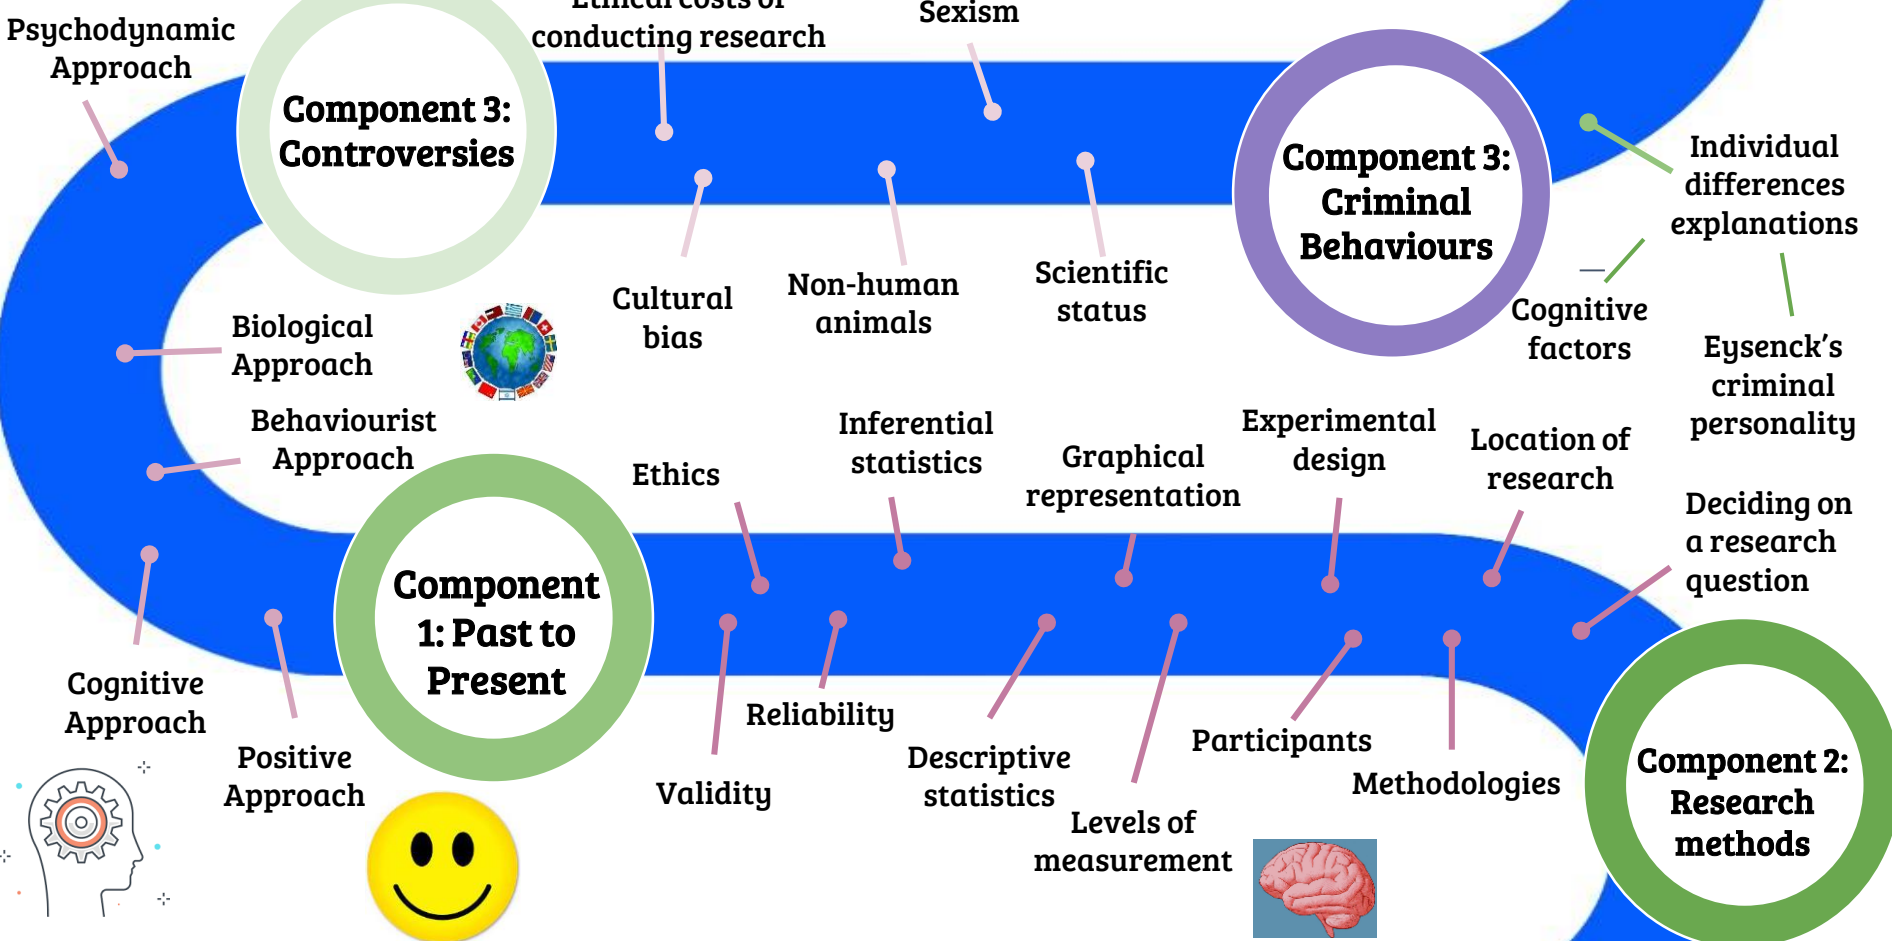 Psychodynamic
Approach
Ethical costs of
conducting research
Sexism
Component 3:
Controversies
Component 3:
Criminal
Behaviours
Individual
differences
explanations
Cultural
bias
Non-human
animals
Scientific
status
Cognitive
factors
Eysenck’s
criminal
personality
Biological
Approach
Behaviourist
Approach
Ethics
Inferential
statistics
Graphical
representation
Experimental
design
Location of
research
Deciding on
a research
question
Component
1: Past to
Present
Cognitive
Approach
Positive
Approach
Validity
Reliability
Descriptive
statistics
Levels of
measurement
Participants
Methodologies
Component 2:
Research
methods